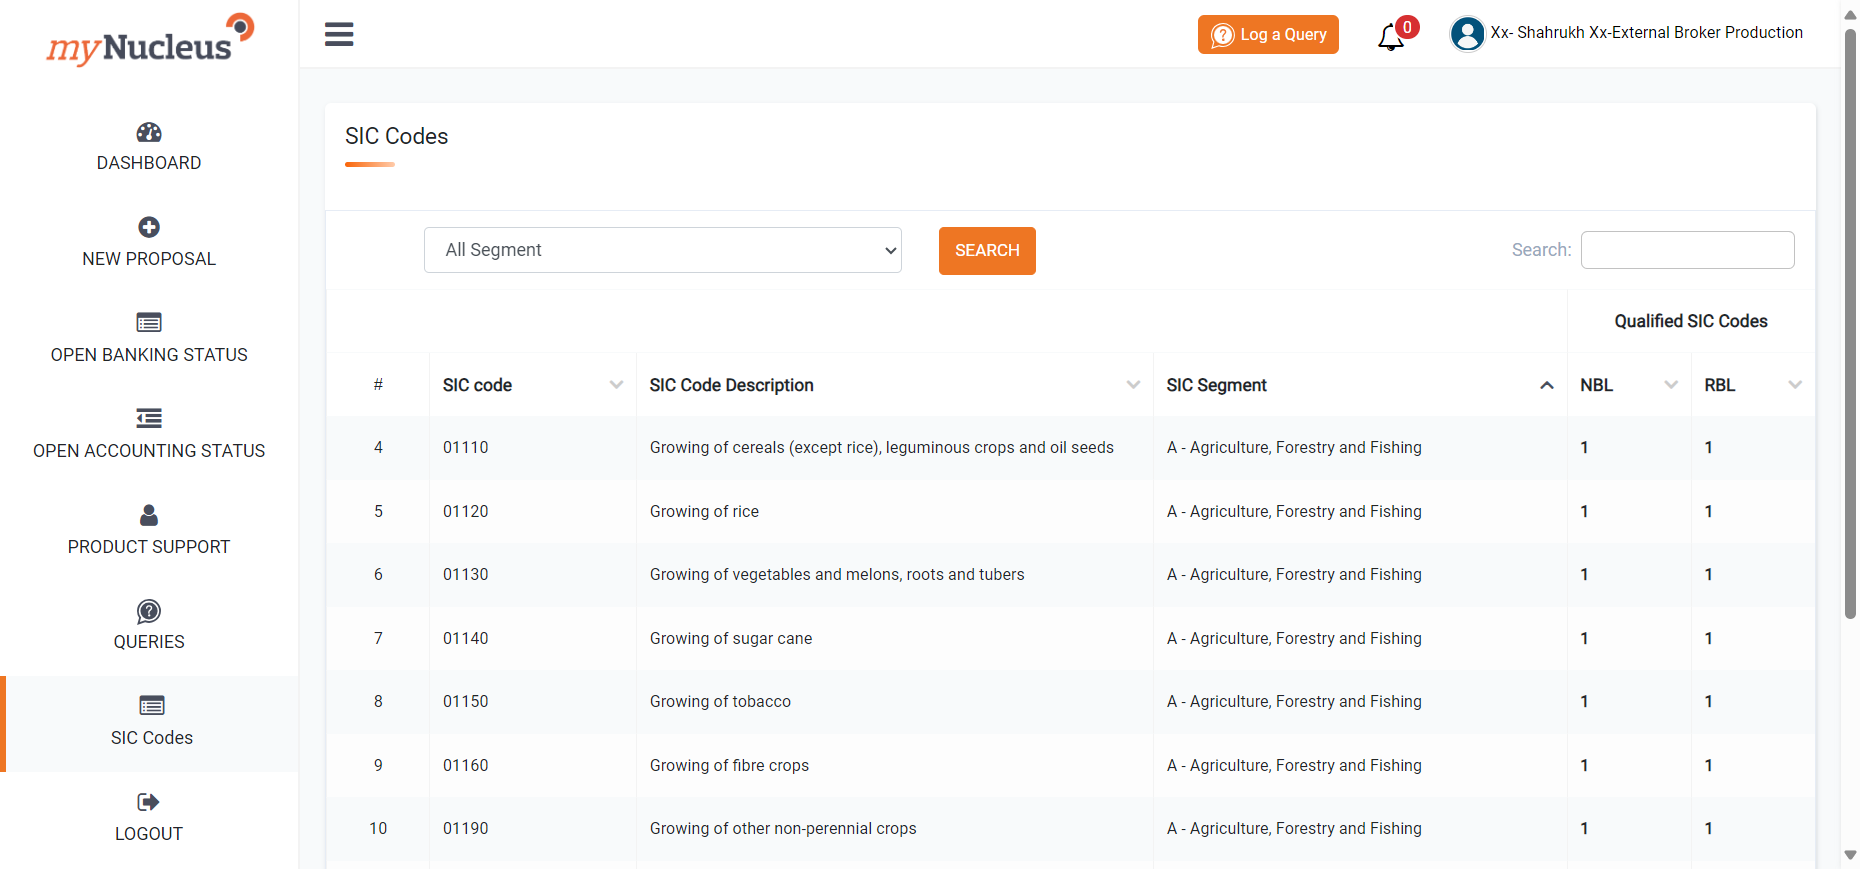 myNucleus
Log a Query
0
Xx- Shahrukh Xx-External Broker Production
DASHBOARD
NEW PROPOSAL
OPEN BANKING STATUS
OPEN ACCOUNTING STATUS
PRODUCT SUPPORT
QUERIES
SIC Codes
LOGOUT
SIC Codes
All Segment
SEARCH
Search:
Qualified SIC Codes
# SIC code SIC Code Description SIC Segment NBL RBL
4 01110 Growing of cereals (except rice), leguminous crops and oil seeds A - Agriculture, Forestry and Fishing 1 1
5 01120 Growing of rice A - Agriculture, Forestry and Fishing 1 1
6 01130 Growing of vegetables and melons, roots and tubers A - Agriculture, Forestry and Fishing 1 1
7 01140 Growing of sugar cane A - Agriculture, Forestry and Fishing 1 1
8 01150 Growing of tobacco A - Agriculture, Forestry and Fishing 1 1
9 01160 Growing of fibre crops A - Agriculture, Forestry and Fishing 1 1
10 01190 Growing of other non-perennial crops A - Agriculture, Forestry and Fishing 1 1